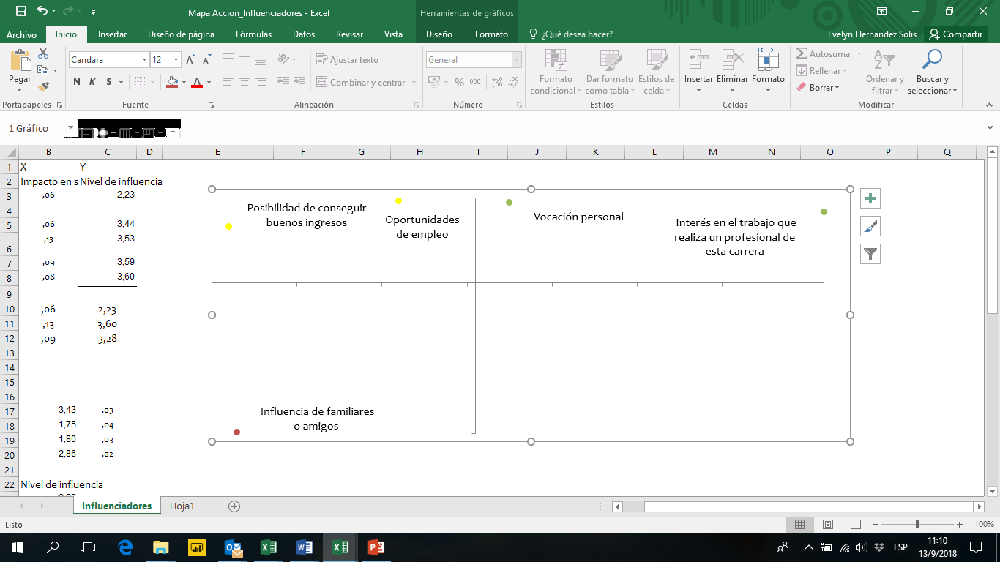 Mapa Accion_Influenciadores - Excel
Herramientas de gráficos
Archivo Inicio Insertar Diseño de página Fórmulas Datos Revisar Vista Diseño Formato ¿Qué desea hacer? Evelyn Hernandez Solis Compartir
Pegar
Candara 12
N K S
Ajustar texto
Combinar y centrar
General
% 000
Formato condicional
Dar formato como tabla
Estilos de celda
Insertar Eliminar Formato
Autosuma
Rellenar
Borrar
Ordenar y filtrar
Buscar y seleccionar
Portapapeles Fuente Alineación Número Estilos Celdas Modificar
1 Gráfico
B C D E F G H I J K L M N O P Q
1 X Y
2 Impacto en s Nivel de influencia
3 ,06 2,23
4
5 ,06 3,44
,13 3,53
6
7 ,09 3,59
8 ,08 3,60
9
10 ,06 2,23
11 ,13 3,60
12 ,09 3,28
13
14
15
16
17 3,43 ,03
18 1,75 ,04
19 1,80 ,03
20 2,86 ,02
21
22 Nivel de influencia
Posibilidad de conseguir
buenos ingresos
Oportunidades
de empleo
Vocación personal
Interés en el trabajo que
realiza un profesional de
esta carrera
Influencia de familiares
o amigos
Influenciadores Hoja1
Listo
100%
ESP
11:10
13/9/2018